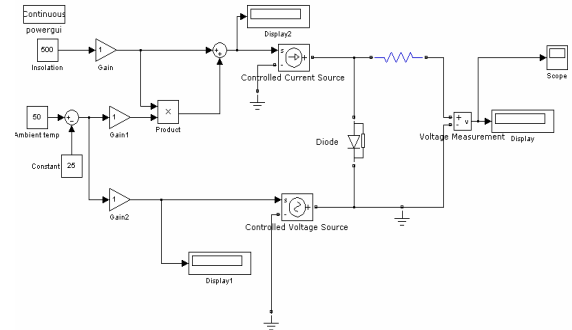 Continuous
powergui
Display2
500
Insolation
1
Gain
s
-
+
Controlled Current Source
Scope
50
Ambient temp
1
Gain1
×
Product
+
-
v
Voltage Measurement
Display
Constant
25
Diode
1
Gain2
s
-
+
Controlled Voltage Source
Display1